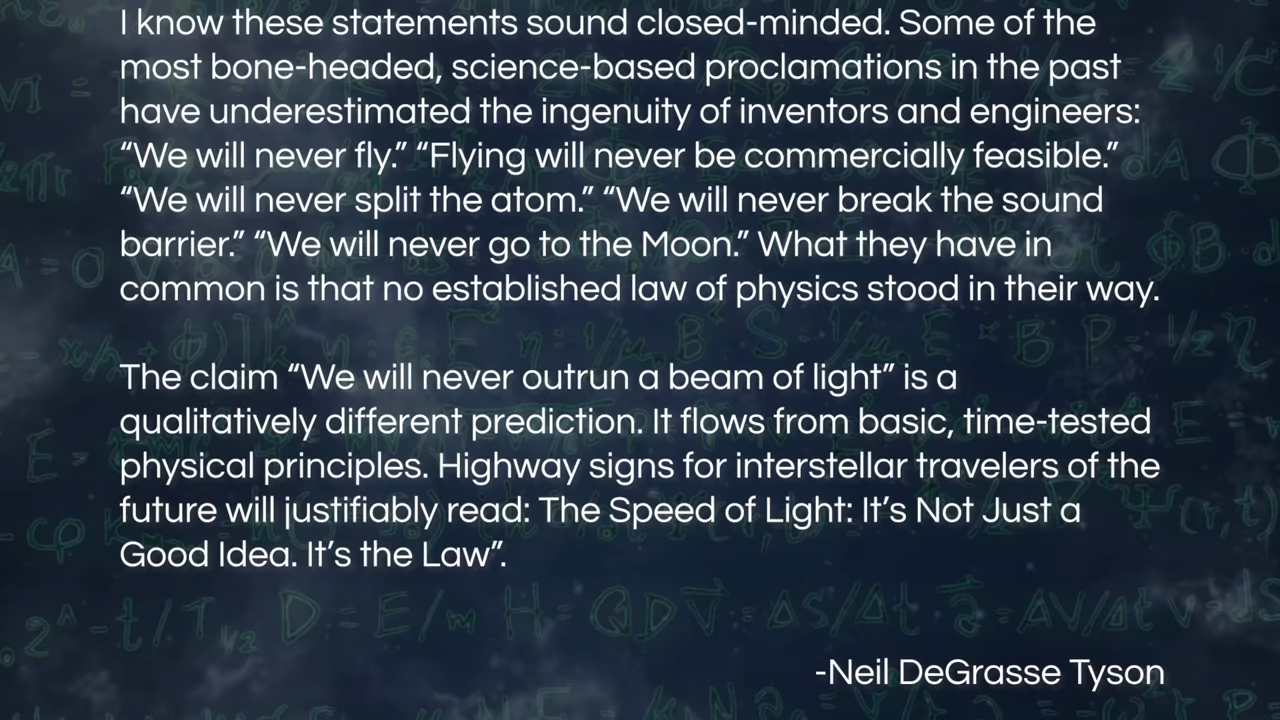 I know these statements sound closed-minded. Some of the
most bone-headed, science-based proclamations in the past
have underestimated the ingenuity of inventors and engineers:
“We will never fly.” “Flying will never be commercially feasible.”
“We will never split the atom.” “We will never break the sound
barrier.” “We will never go to the Moon.” What they have in
common is that no established law of physics stood in their way.
The claim “We will never outrun a beam of light” is a
qualitatively different prediction. It flows from basic, time-tested
physical principles. Highway signs for interstellar travelers of the
future will justifiably read: The Speed of Light: It’s Not Just a
Good Idea. It’s the Law”.
-Neil DeGrasse Tyson